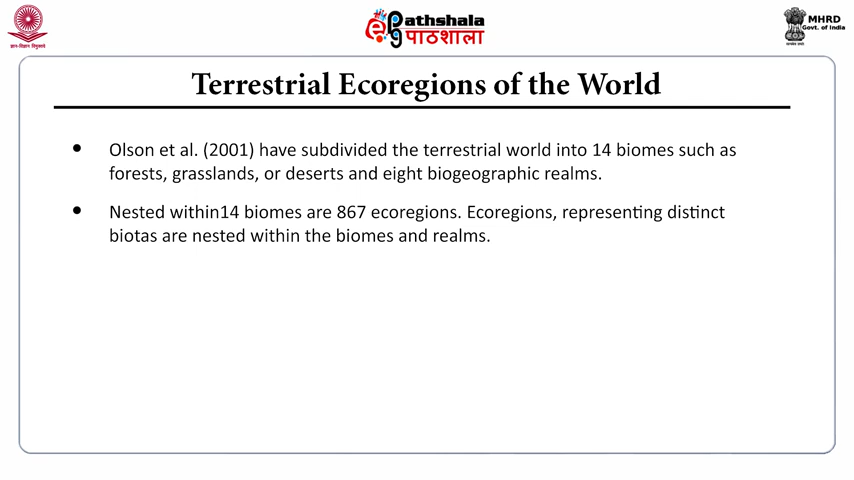 ज्ञान-विज्ञान विमुक्तये
ePathshala
पाठशाला
MHRD
Govt. of India
Terrestrial Ecoregions of the World
• Olson et al. (2001) have subdivided the terrestrial world into 14 biomes such as
forests, grasslands, or deserts and eight biogeographic realms.
• Nested within14 biomes are 867 ecoregions. Ecoregions, representing distinct
biotas are nested within the biomes and realms.